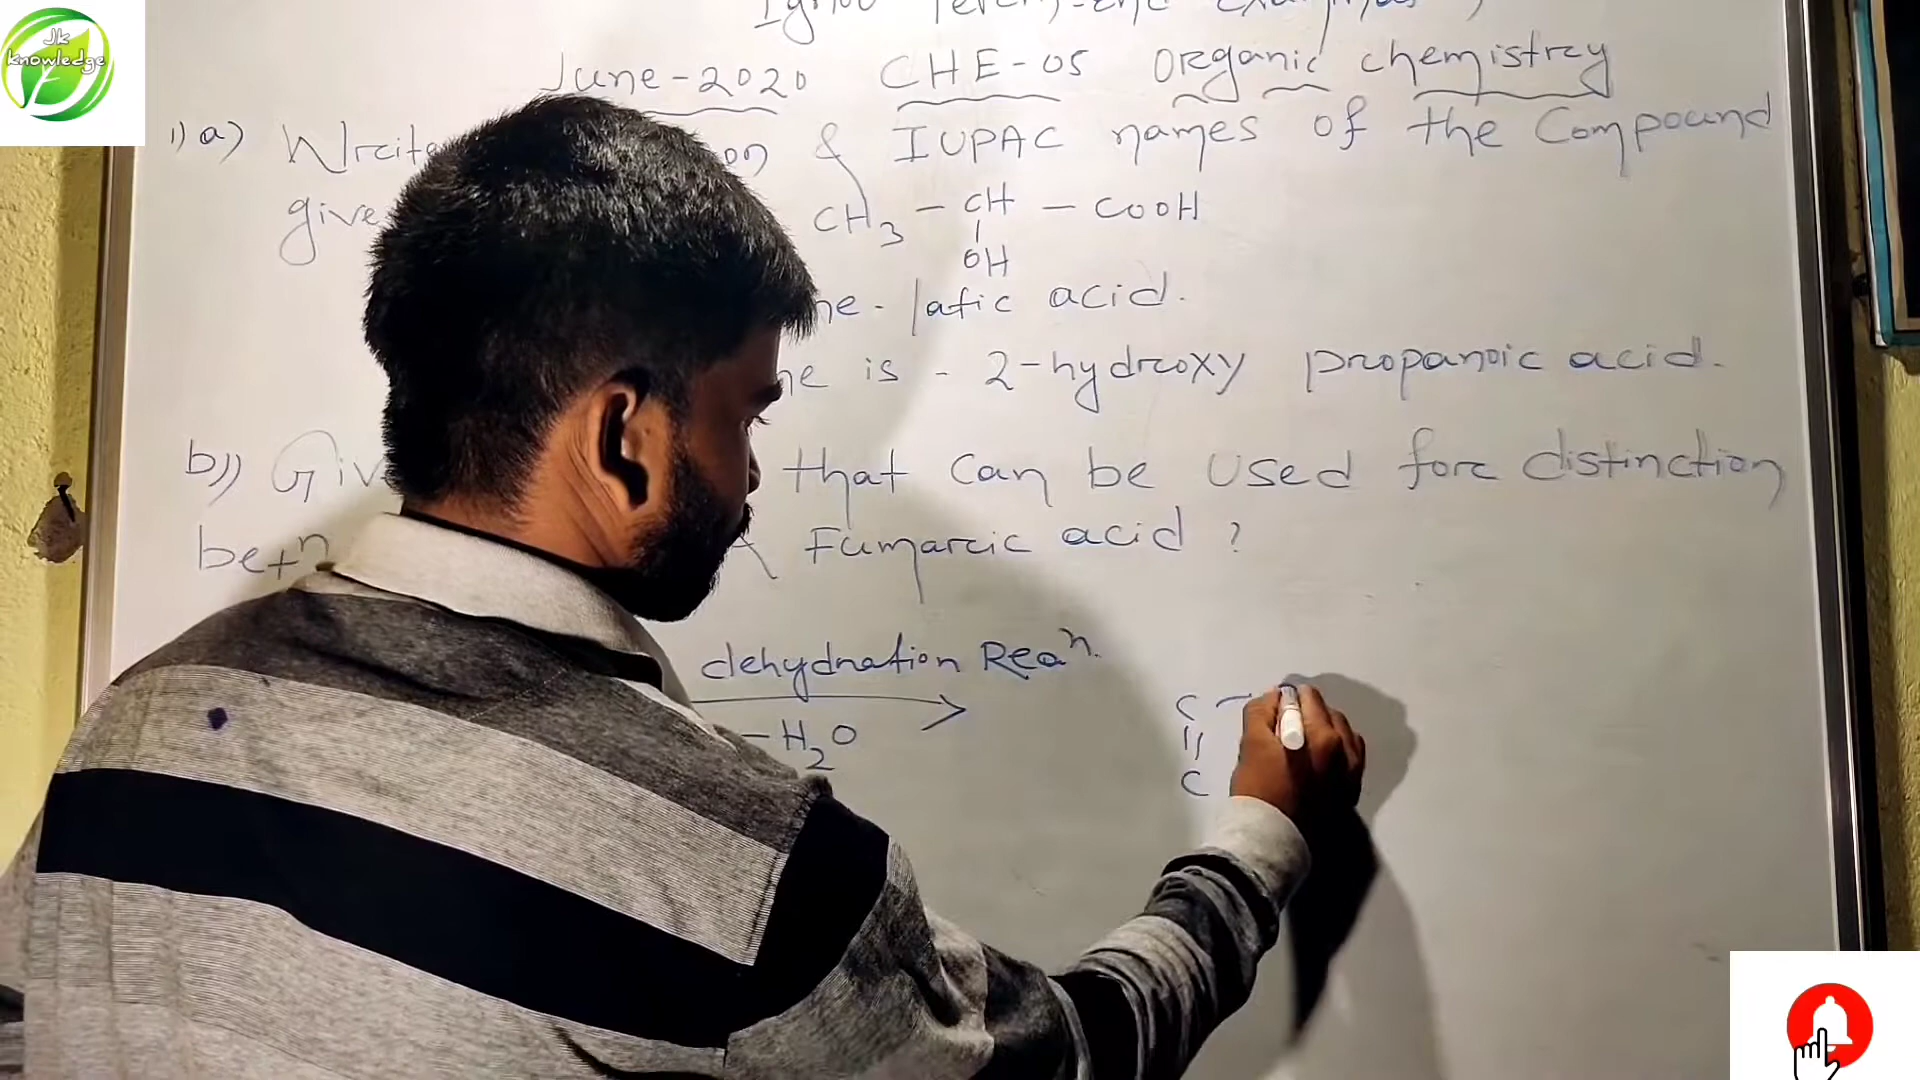 Jk
knowledge
June-2020 CHE-05 Organic chemistry
1) a) Write on & IUPAC names of the Compound
give CH3 - CH - COOH
OH
ne - latic acid.
ne is - 2-hydroxy propanoic acid.
b)) Giv that can be used for distinction
betn & Fumaric acid ?
dehydration Rean.
-H2O
C
C